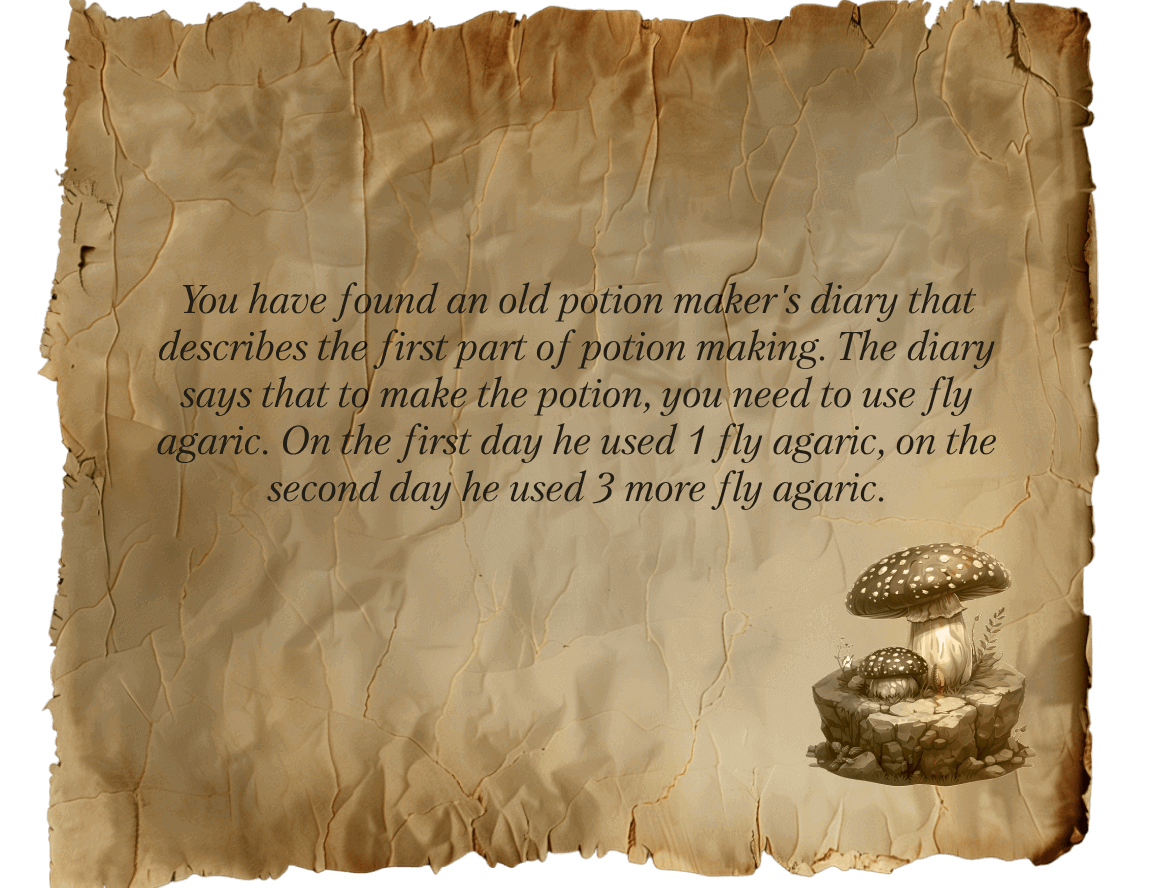 You have found an old potion maker's diary that
describes the first part of potion making. The diary
says that to make the potion, you need to use fly
agaric. On the first day he used 1 fly agaric, on the
second day he used 3 more fly agaric.